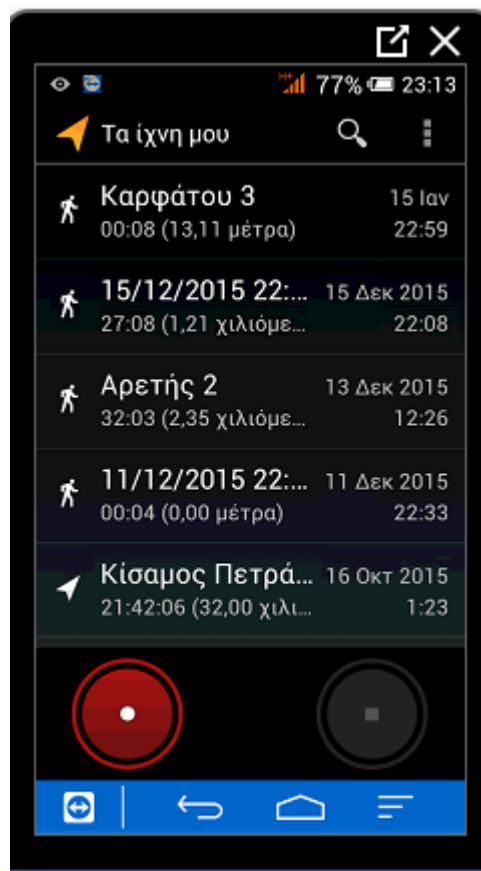 77% 23:13
Τα ίχνη μου
Καρφάτου 3 15 Ιαν
00:08 (13,11 μέτρα) 22:59
15/12/2015 22:... 15 Δεκ 2015
27:08 (1,21 χιλιόμε... 22:08
Αρετής 2 13 Δεκ 2015
32:03 (2,35 χιλιόμε... 12:26
11/12/2015 22:... 11 Δεκ 2015
00:04 (0,00 μέτρα) 22:33
Κίσαμος Πετρά... 16 Οκτ 2015
21:42:06 (32,00 χιλι... 1:23